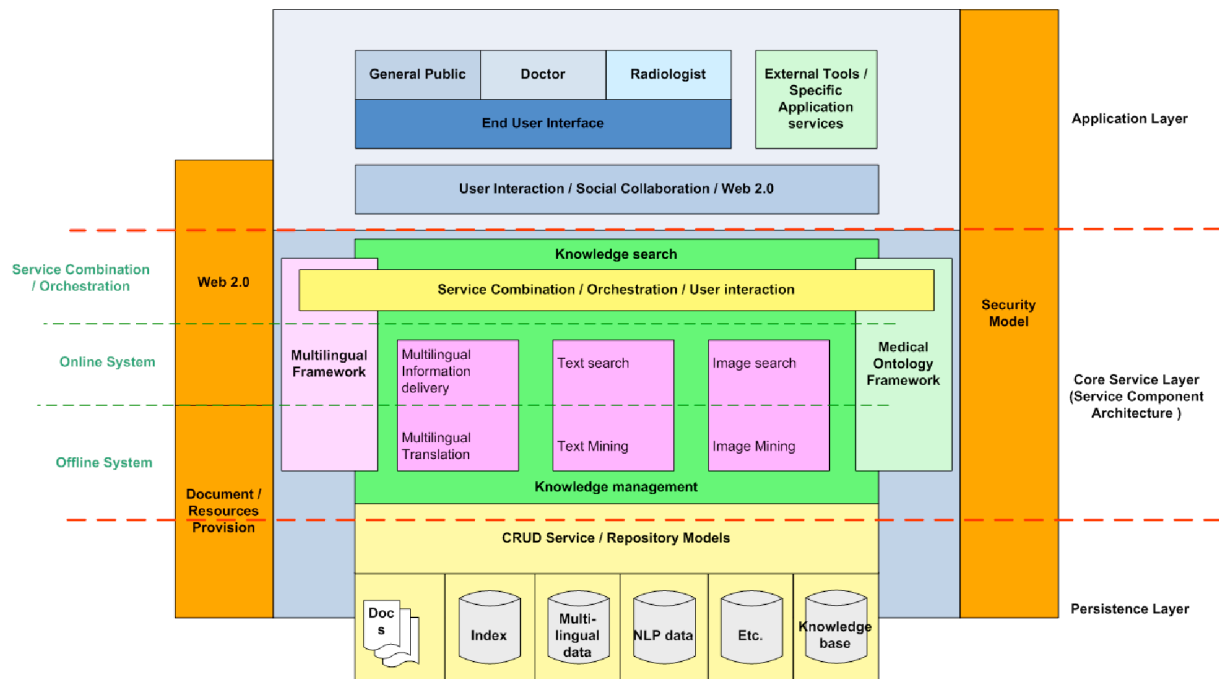 General Public
Doctor
Radiologist
End User Interface
External Tools /
Specific
Application
services
Application Layer
User Interaction / Social Collaboration / Web 2.0
Service Combination
/ Orchestration
Web 2.0
Knowledge search
Service Combination / Orchestration / User interaction
Security
Model
Online System
Multilingual
Framework
Multilingual
Information
delivery
Text search
Image search
Medical
Ontology
Framework
Core Service Layer
(Service Component
Architecture )
Offline System
Multilingual
Translation
Text Mining
Image Mining
Knowledge management
Document /
Resources
Provision
CRUD Service / Repository Models
Doc
s
Index
Multi-
lingual
data
NLP data
Etc.
Knowledge
base
Persistence Layer